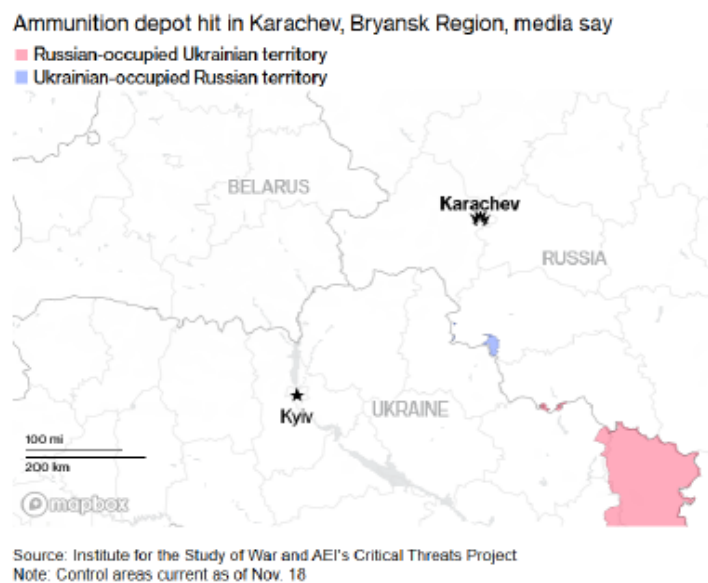 Ammunition depot hit in Karachev, Bryansk Region, media say
Russian-occupied Ukrainian territory
Ukrainian-occupied Russian territory
BELARUS
Karachev
RUSSIA
Kyiv
UKRAINE
100 mi
200 km
mapbox
Source: Institute for the Study of War and AEI's Critical Threats Project
Note: Control areas current as of Nov. 18